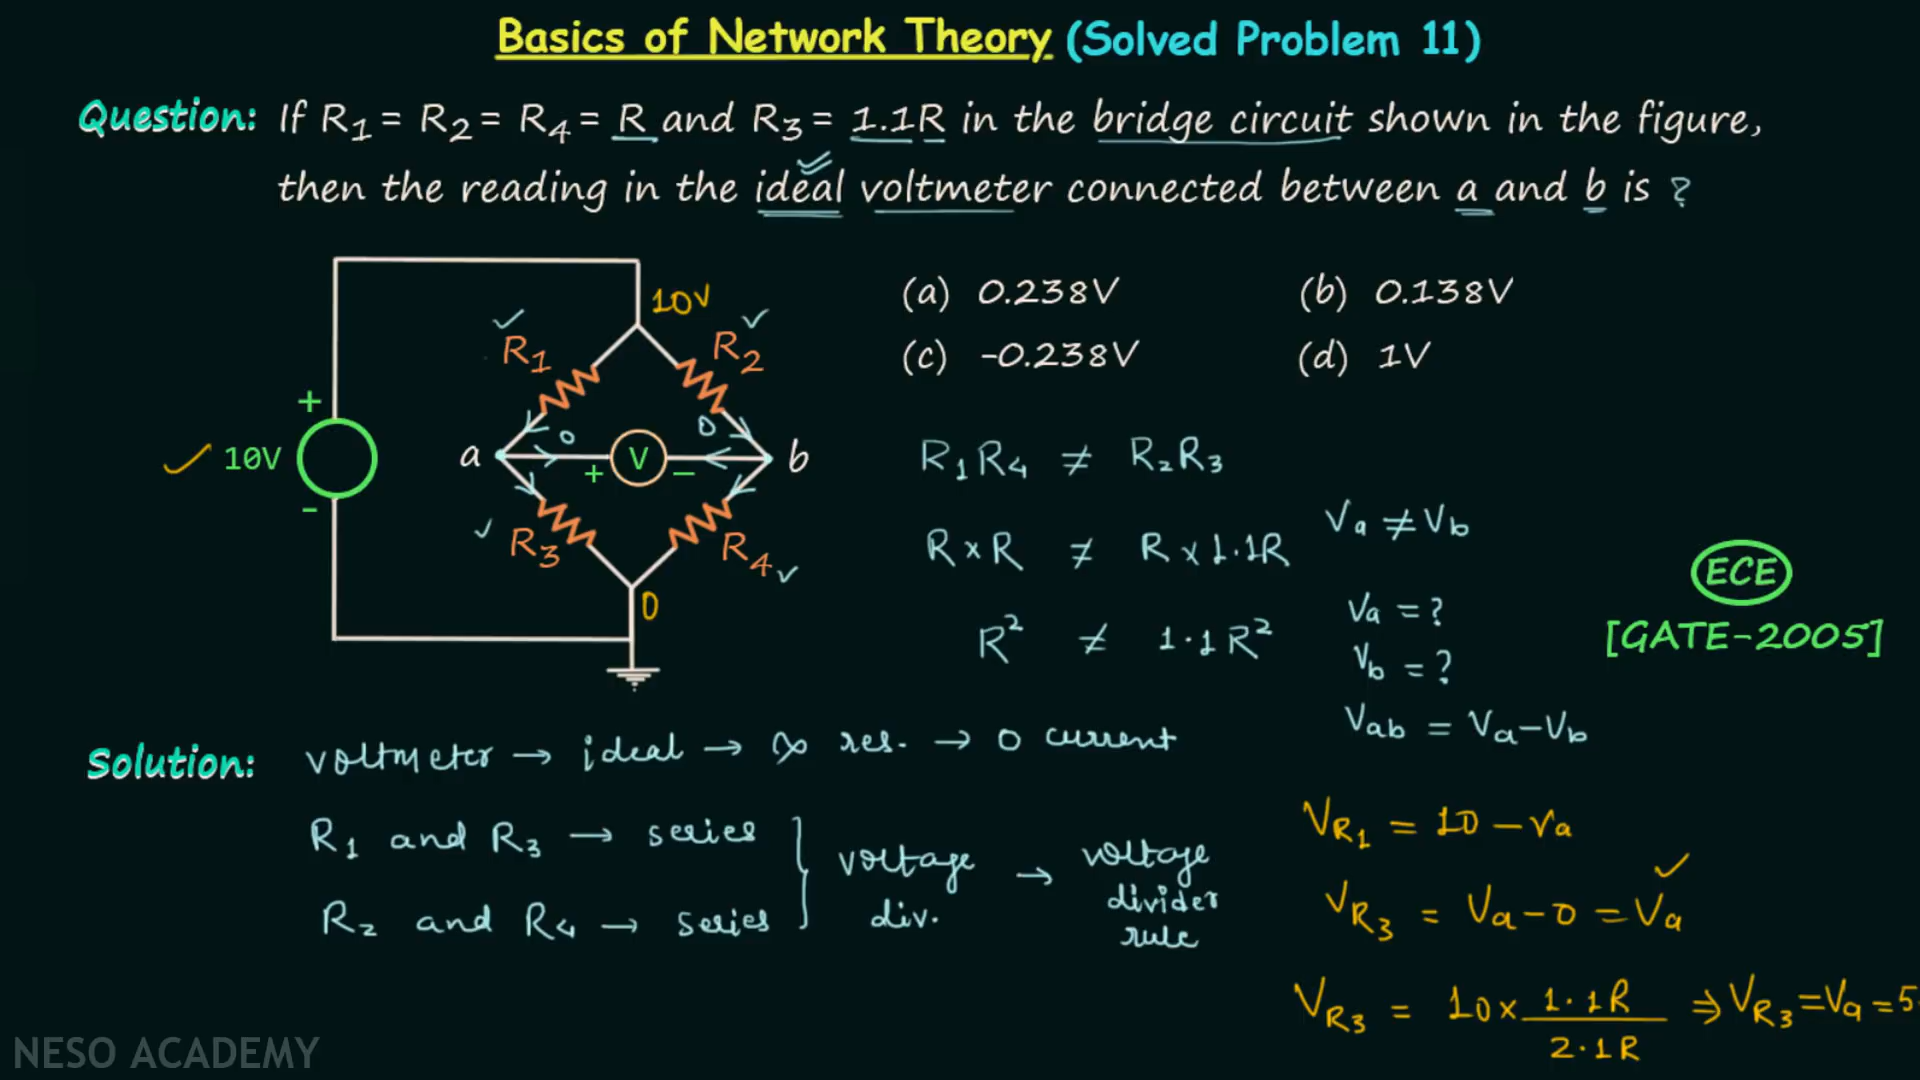 Basics of Network Theory (Solved Problem 11)
Question: If R₁ = R₂ = R₄ = R and R₃ = 1.1R in the bridge circuit shown in the figure,
then the reading in the ideal voltmeter connected between a and b is ?
(a) 0.238V (b) 0.138V
(c) -0.238V (d) 1V
10V
R₁ R₂
+
10V
-
a 0 0 b
+ V −
R₃ R₄
0
R₁R₄ ≠ R₂R₃
R × R ≠ R × 1.1R
R² ≠ 1.1R²
Va ≠ Vb
Va = ?
Vb = ?
Vab = Va − Vb
ECE
[GATE-2005]
Solution: voltmeter → ideal → ∞ res. → 0 current
R₁ and R₃ → series
R₂ and R₄ → series
voltage
div.
→ voltage
divider
rule
VR₁ = 10 − Va
VR₃ = Va − 0 = Va
VR₃ = 10 × 1.1R / 2.1R ⇒ VR₃ = Va = 5.
NESO ACADEMY